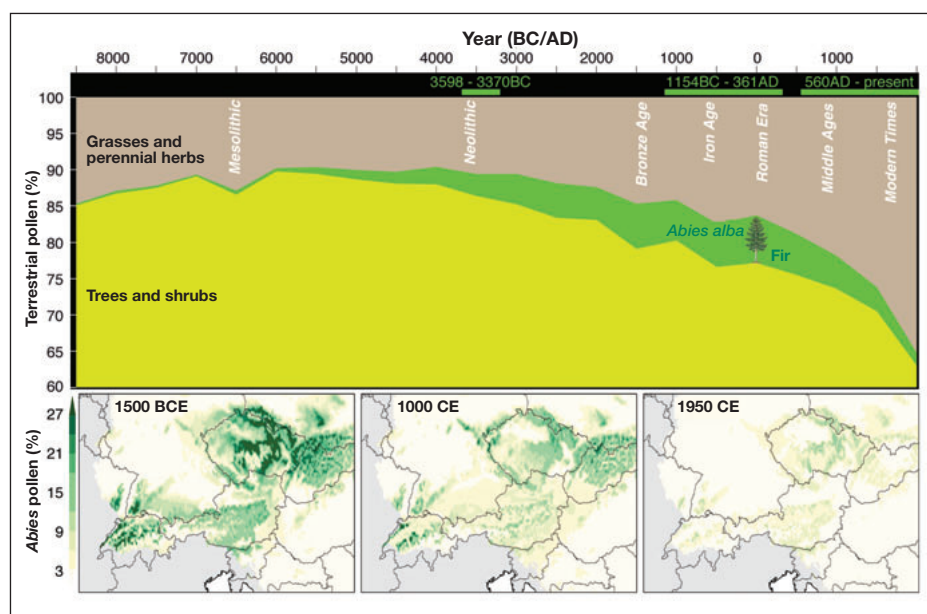 Year (BC/AD)
8000 7000 6000 5000 4000 3000 2000 1000 0 1000
3598 - 3370BC 1154BC - 361AD 560AD - present
Terrestrial pollen (%)
100
95
90
85
80
75
70
65
60
Grasses and
perennial herbs
Mesolithic
Neolithic
Bronze Age
Iron Age
Roman Era
Middle Ages
Modern Times
Abies alba
Fir
Trees and shrubs
Abies pollen (%)
27
21
15
9
3
1500 BCE
1000 CE
1950 CE